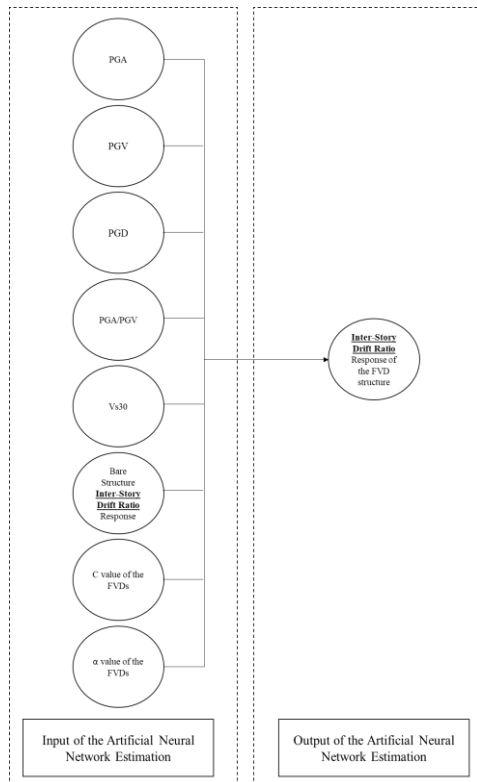 PGA
PGV
PGD
PGA/PGV
Vs30
Bare
Structure
Inter-Story
Drift Ratio
Response
C value of the
FVDs
α value of the
FVDs
Input of the Artificial Neural
Network Estimation
Inter-Story
Drift Ratio
Response of
the FVD
structure
Output of the Artificial Neural
Network Estimation